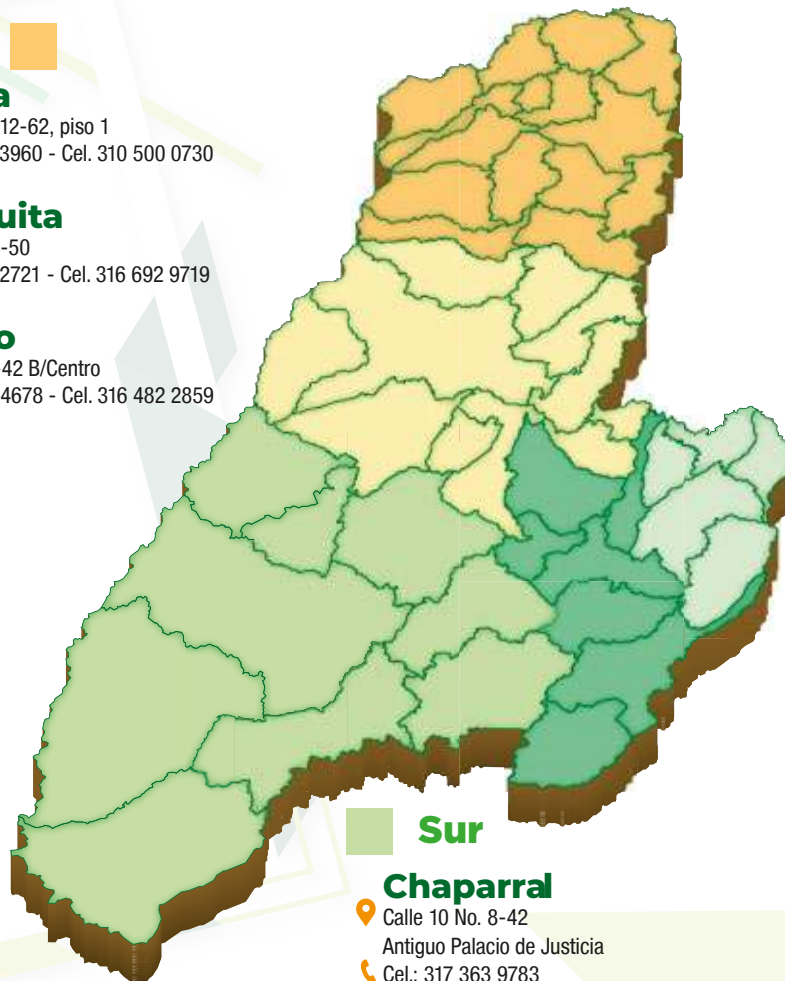 a
12-62, piso 1
3960 - Cel. 310 500 0730
uita
-50
2721 - Cel. 316 692 9719
o
-42 B/Centro
4678 - Cel. 316 482 2859
Sur
Chaparral
Calle 10 No. 8-42
Antiguo Palacio de Justicia
Cel.: 317 363 9783